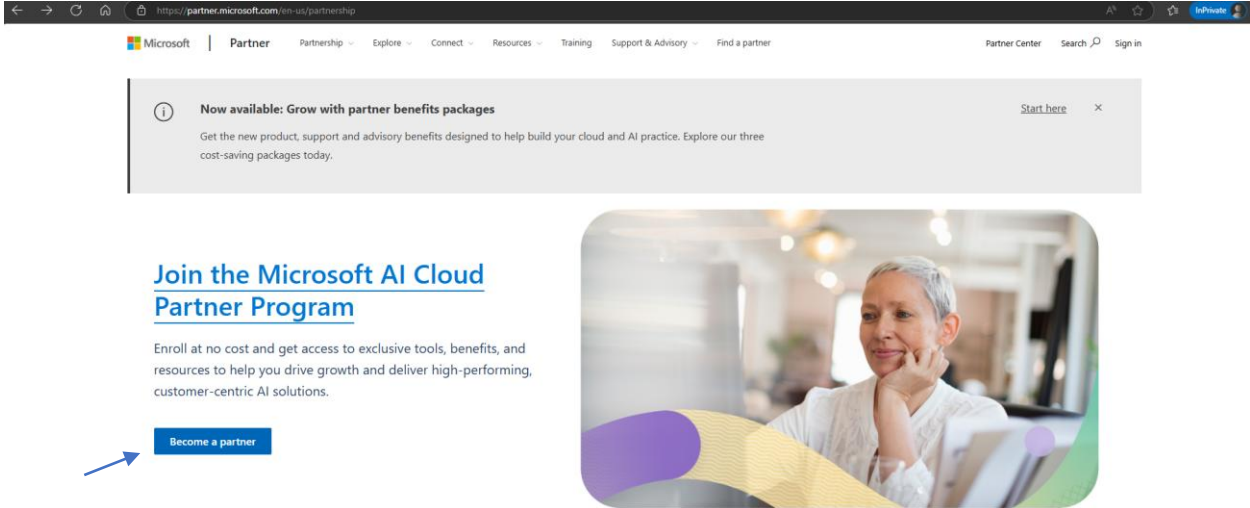 https://partner.microsoft.com/en-us/partnership
InPrivate
Microsoft Partner Partnership Explore Connect Resources Training Support & Advisory Find a partner Partner Center Search Sign in
Now available: Grow with partner benefits packages Start here
Get the new product, support and advisory benefits designed to help build your cloud and AI practice. Explore our three
cost-saving packages today.
Join the Microsoft AI Cloud
Partner Program
Enroll at no cost and get access to exclusive tools, benefits, and
resources to help you drive growth and deliver high-performing,
customer-centric AI solutions.
Become a partner